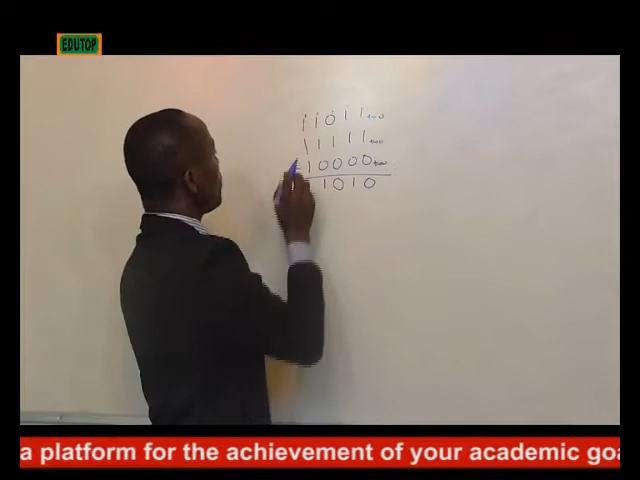 EDUTOP
11011two
11111two
10000two
1010
a platform for the achievement of your academic goa